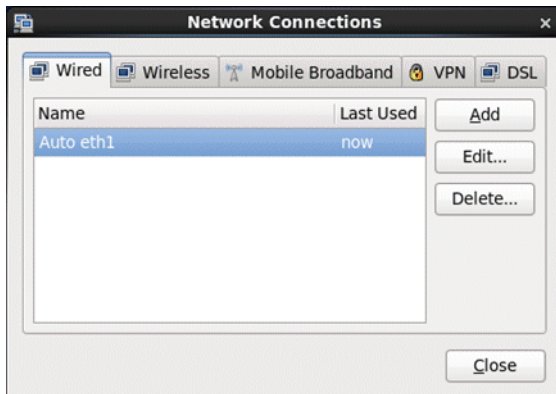 Network Connections
Wired Wireless Mobile Broadband VPN DSL
Name Last Used
Auto eth1 now
Add
Edit...
Delete...
Close